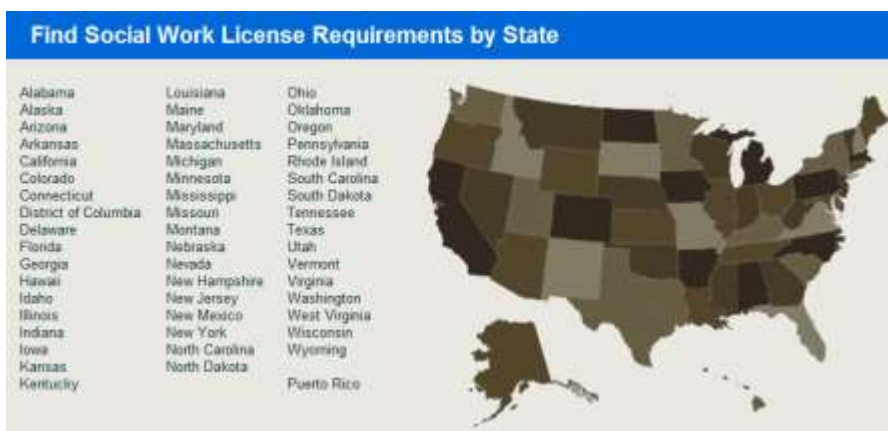 Find Social Work License Requirements by State
Alabama
Alaska
Arizona
Arkansas
California
Colorado
Connecticut
District of Columbia
Delaware
Florida
Georgia
Hawaii
Idaho
Illinois
Indiana
Iowa
Kansas
Kentucky
Louisiana
Maine
Maryland
Massachusetts
Michigan
Minnesota
Mississippi
Missouri
Montana
Nebraska
Nevada
New Hampshire
New Jersey
New Mexico
New York
North Carolina
North Dakota
Ohio
Oklahoma
Oregon
Pennsylvania
Rhode Island
South Carolina
South Dakota
Tennessee
Texas
Utah
Vermont
Virginia
Washington
West Virginia
Wisconsin
Wyoming
Puerto Rico